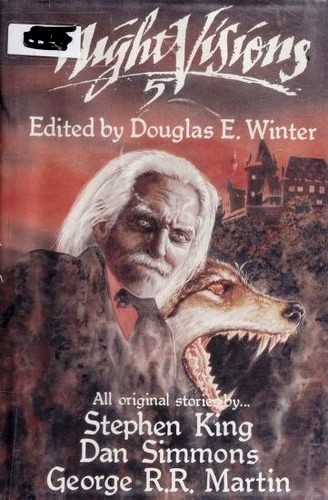 Night Visions
5
Edited by Douglas E. Winter
All original stories by...
Stephen King
Dan Simmons
George R.R. Martin